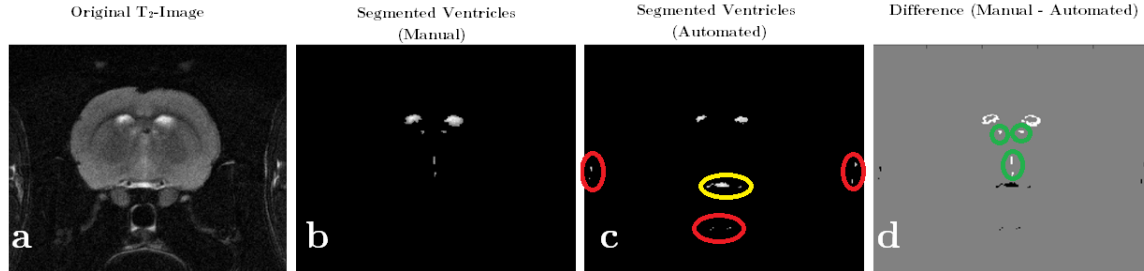 Original T₂-Image
Segmented Ventricles
(Manual)
Segmented Ventricles
(Automated)
Difference (Manual - Automated)
a
b
c
d